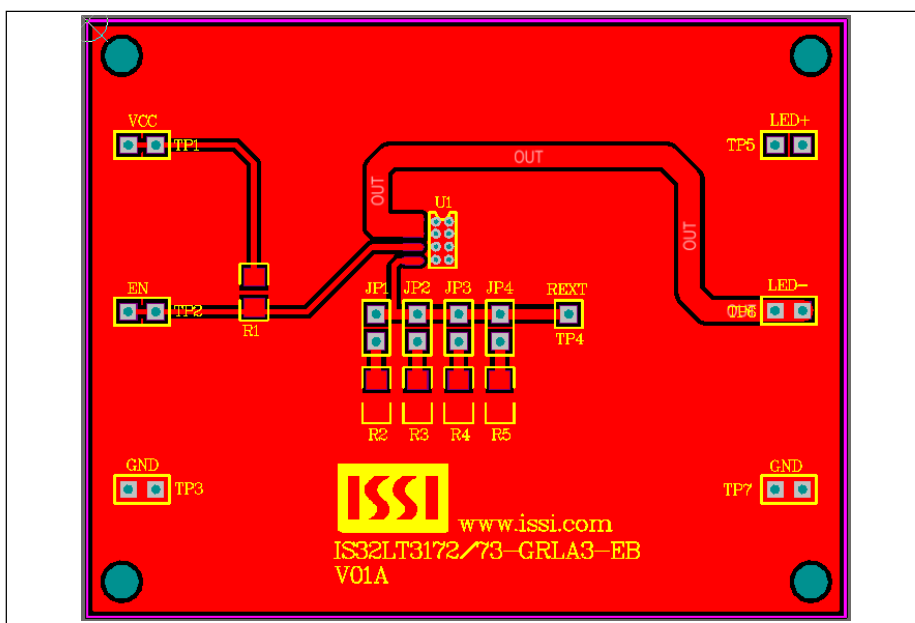 VCC
TP1
LED+
TP5
OUT
OUT
U1
OUT
EN
TP2
R1
JP1
JP2
JP3
JP4
REXT
TP4
LED-
TP6
R2
R3
R4
R5
GND
TP3
GND
TP7
ISSI
www.issi.com
IS32LT3172/73-GRLA3-EB
V01A